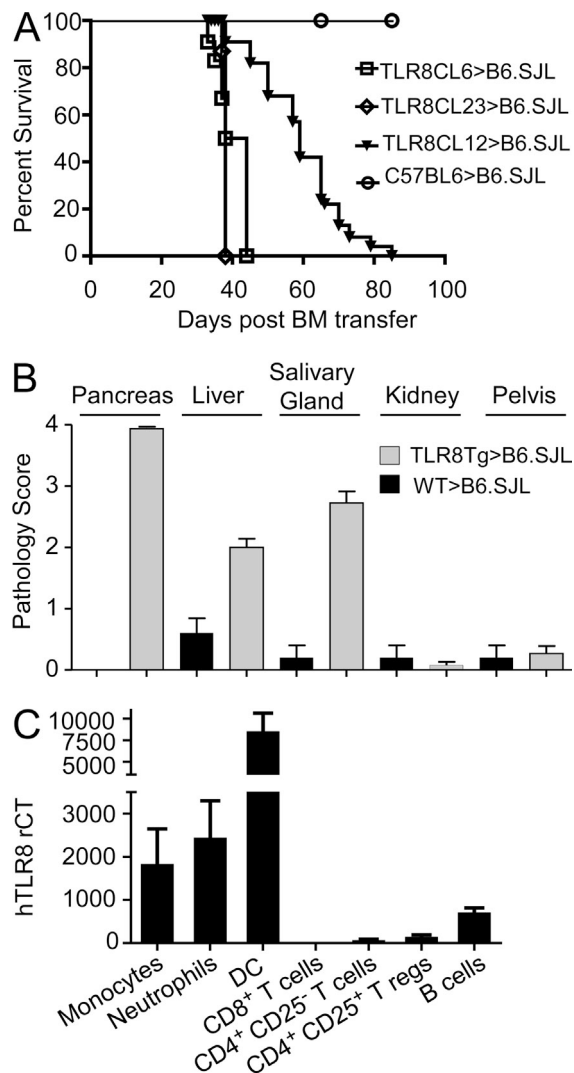 A
Percent Survival
100
80
60
40
20
0
TLR8CL6>B6.SJL
TLR8CL23>B6.SJL
TLR8CL12>B6.SJL
C57BL6>B6.SJL
0 20 40 60 80 100
Days post BM transfer
B
Pancreas Liver Salivary Gland Kidney Pelvis
Pathology Score
4
3
2
1
0
TLR8Tg>B6.SJL
WT>B6.SJL
C
hTLR8 rCT
10000
7500
5000
3000
2000
1000
0
Monocytes
Neutrophils
DC
CD8⁺ T cells
CD4⁺ CD25⁻ T cells
CD4⁺ CD25⁺ T regs
B cells